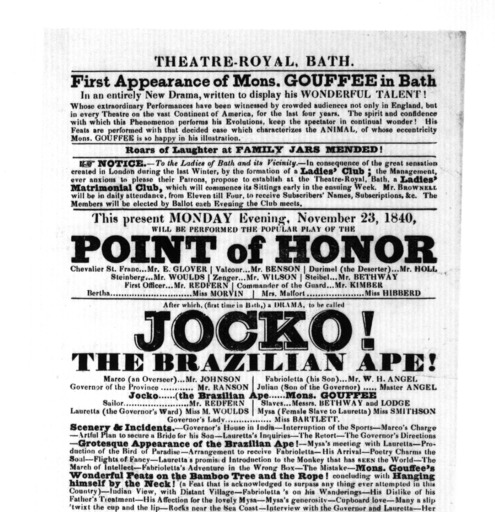 THEATRE-ROYAL, BATH.
First Appearance of Mons. GOUFFEE in Bath
In an entirely New Drama, written to display his WONDERFUL TALENT!
Whose extraordinary Performances have been witnessed by crowded audiences not only in England, but
in every Theatre on the vast Continent of America, for the last four years. The spirit and confidence
with which this Phenomenon performs his Evolutions, keep the spectator in continual wonder! His
Feats are performed with that decided ease which characterizes the ANIMAL, of whose eccentricity
Mons. GOUFFEE is so happy in his illustration.
Roars of Laughter at FAMILY JARS MENDED!
☞ NOTICE.—To the Ladies of Bath and its Vicinity.—In consequence of the great sensation
created in London during the last Winter, by the formation of a Ladies' Club; the Management,
ever anxious to please their Patrons, propose to establish at the Theatre-Royal, Bath, a Ladies'
Matrimonial Club, which will commence its Sittings early in the ensuing Week. Mr. BROWNELL
will be in daily attendance, from Eleven till Four, to receive Subscribers' Names, Subscriptions, &c. The
Members will be elected by Ballot each Evening the Club meets.
This present MONDAY Evening, November 23, 1840,
WILL BE PERFORMED THE POPULAR PLAY OF THE
POINT of HONOR
Chevalier St. Franc...Mr. E. GLOVER | Valcour...Mr. BENSON | Durimel (the Deserter)...Mr. HOLL
Steinberg...Mr. WOULDS | Zenger...Mr. WILSON | Steibel...Mr. BETHWAY
First Officer...Mr. REDFERN | Commander of the Guard...Mr. KIMBER
Bertha..............................Miss MORVIN | Mrs. Malfort.....................Miss HIBBERD
After which, (first time in Bath,) a DRAMA, to be called
JOCKO!
THE BRAZILIAN APE!
Marco (an Overseer)...Mr. JOHNSON | Fabrioletta (his Son)...Mr. W. H. ANGEL
Governor of the Province ............ Mr. RANSON | Julian (Son of the Governor) ..... Master ANGEL
Jocko......(the Brazilian Ape......Mons. GOUFFEE
Sailor.....................Mr. REDFERN | Slaves...Messrs. BETHWAY and LODGE
Lauretta (the Governor's Ward) Miss M. WOULDS | Mysa (Female Slave to Lauretta) Miss SMITHSON
Governor's Lady..................Miss BARTLETT.
Scenery & Incidents.—Governor's House in India—Interruption of the Sports—Marco's Charge
—Artful Plan to secure a Bride for his Son—Lauretta's Inquiries—The Retort—The Governor's Directions
—Grotesque Appearance of the Brazilian Ape!—Mysa's meeting with Lauretta—Pro-
duction of the Bird of Paradise—Arrangement to receive Fabrioletta—His Arrival—Poetry Charms the
Soul—Flights of Fancy—Lauretta's promised Introduction to the Monkey that has SEEN the World—The
March of Intellect—Fabrioletta's Adventure in the Wrong Box—The Mistake—Mons. Gouffee's
Wonderful Feats on the Bamboo Tree and the Rope! concluding with Hanging
himself by the Neck! (a Feat that is acknowledged to surpass any thing ever attempted in this
Country)—Indian View, with Distant Village—Fabrioletta's on his Wanderings—His Dislike of his
Father's Treatment—His Affection for the lovely Mysa—Mysa's generosity—Cupboard love—Many a slip
'twixt the cup and the lip—Rocks near the Sea Coast—Interview with the Governor and Lauretta—Her